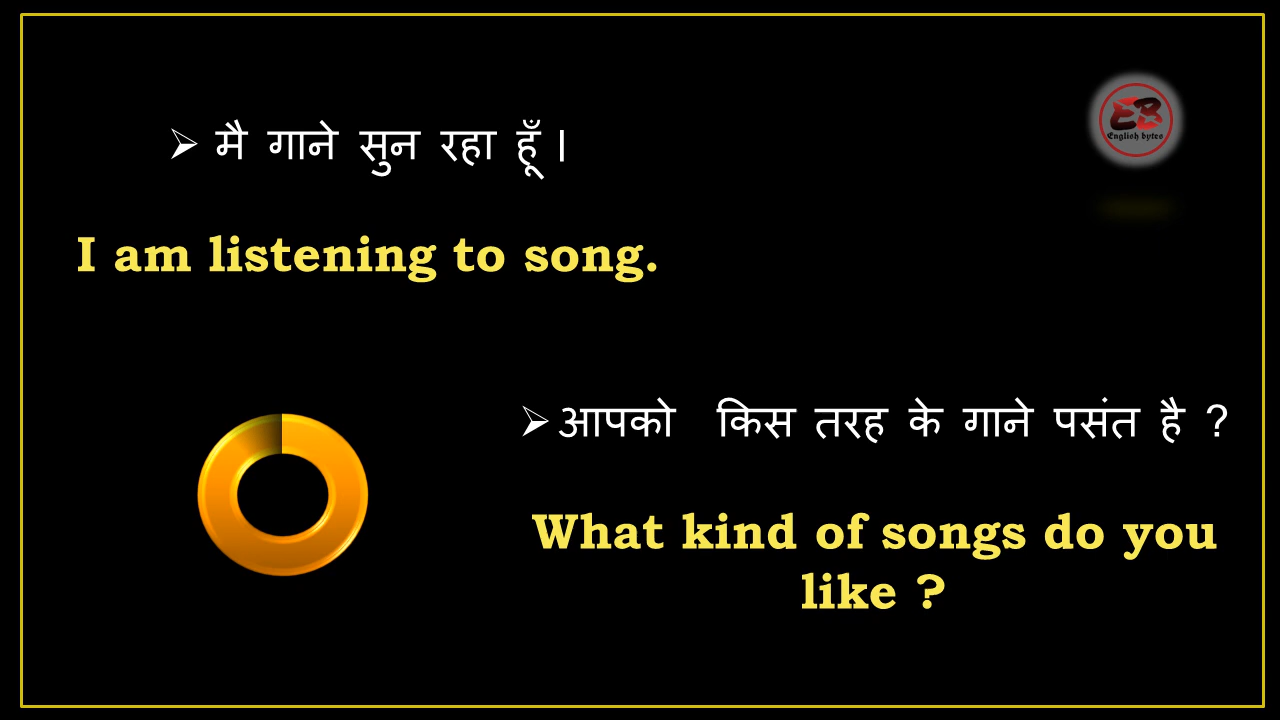 मै गाने सुन रहा हूँ।
EB
English bytes
I am listening to song.
आपको किस तरह के गाने पसंत है ?
What kind of songs do you
like ?